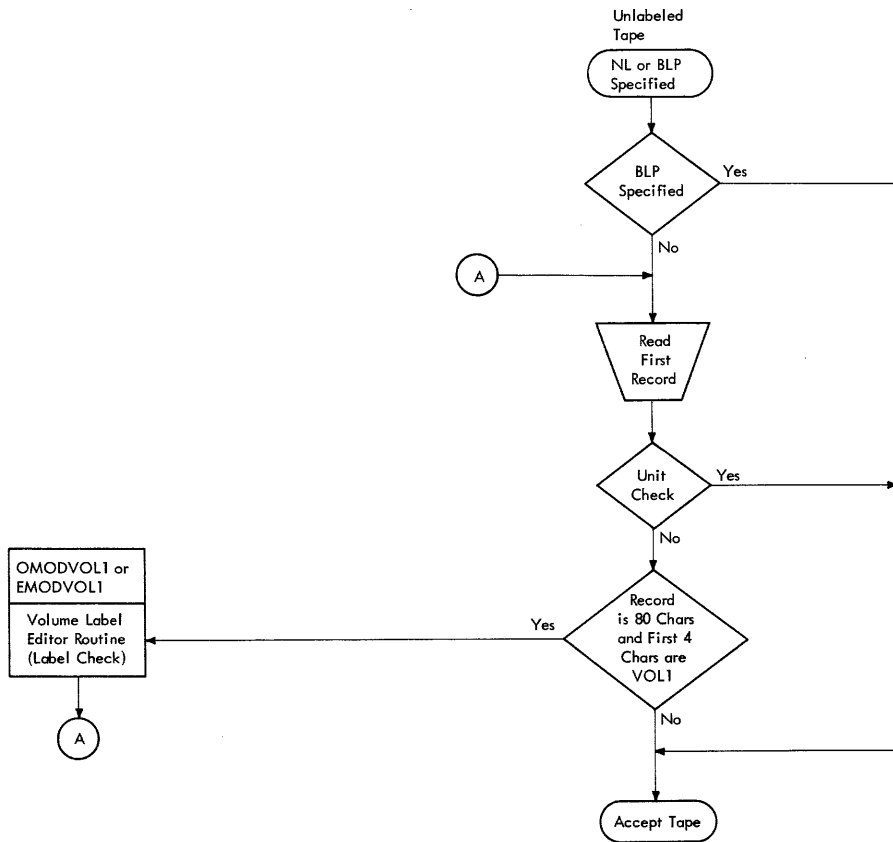 Unlabeled
Tape
NL or BLP
Specified
BLP
Specified
Yes
No
A
Read
First
Record
Unit
Check
Yes
No
OMODVOL1 or
EMODVOL1
Volume Label
Editor Routine
(Label Check)
Yes
Record
is 80 Chars
and First 4
Chars are
VOL1
No
A
Accept Tape